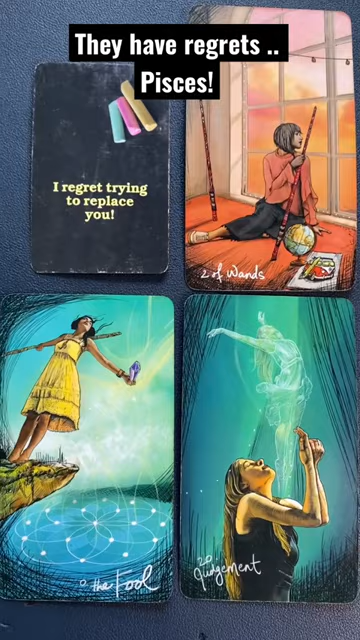 They have regrets ..
Pisces!
I regret trying
to replace
you!
2 of Wands
0 the Fool
20
Judgement